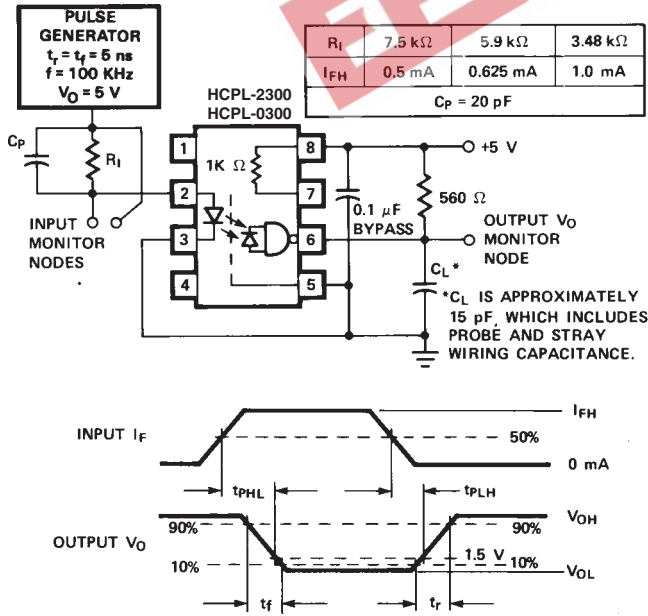 PULSE
GENERATOR
tr = tf = 5 ns
f = 100 KHz
VO = 5 V
RI 7.5 kΩ 5.9 kΩ 3.48 kΩ
IFH 0.5 mA 0.625 mA 1.0 mA
CP = 20 pF
HCPL-2300
HCPL-0300
CP
RI
1
2
3
4
1K Ω
8
7
6
5
+5 V
0.1 µF
BYPASS
560 Ω
INPUT
MONITOR
NODES
OUTPUT VO
MONITOR
NODE
CL*
*CL IS APPROXIMATELY
15 pF, WHICH INCLUDES
PROBE AND STRAY
WIRING CAPACITANCE.
INPUT IF
IFH
50%
0 mA
tPHL
tPLH
OUTPUT VO
90%
10%
90%
1.5 V
10%
VOH
VOL
tf
tr